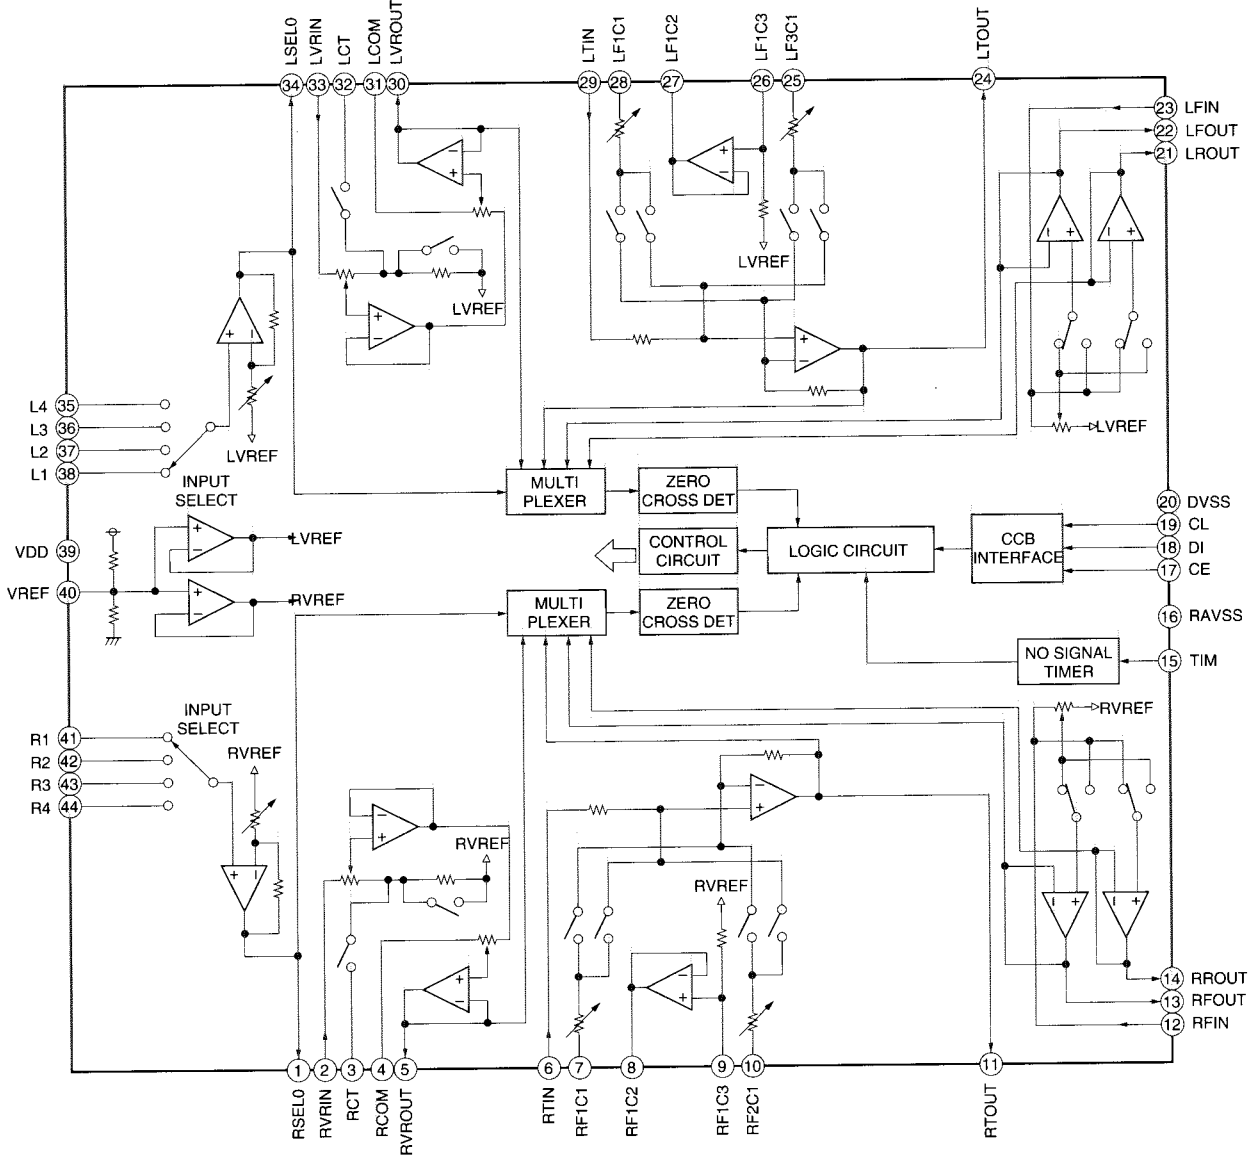 LSEL0
LVRIN
LCT
LCOM
LVROUT
LTIN
LF1C1
LF1C2
LF1C3
LF3C1
LTOUT
34
33
32
31
30
29
28
27
26
25
24
23 LFIN
22 LFOUT
21 LROUT
LVREF
LVREF
L4 35
L3 36
L2 37
L1 38
LVREF
LVREF
INPUT
SELECT
MULTI
PLEXER
ZERO
CROSS DET
20 DVSS
19 CL
18 DI
17 CE
VDD 39
LVREF
CONTROL
CIRCUIT
LOGIC CIRCUIT
CCB
INTERFACE
VREF 40
RVREF
MULTI
PLEXER
ZERO
CROSS DET
16 RAVSS
NO SIGNAL
TIMER
15 TIM
INPUT
SELECT
RVREF
R1 41
R2 42
R3 43
R4 44
RVREF
RVREF
RVREF
14 RROUT
13 RFOUT
12 RFIN
1
2
3
4
5
6
7
8
9
10
11
RSEL0
RVRIN
RCT
RCOM
RVROUT
RTIN
RF1C1
RF1C2
RF1C3
RF2C1
RTOUT
+
−
+
−
+
−
+
−
+
−
+
−
+
−
+
−
+
−
+
−
+
−
+
−
+
−
+
−
+
−
+
−